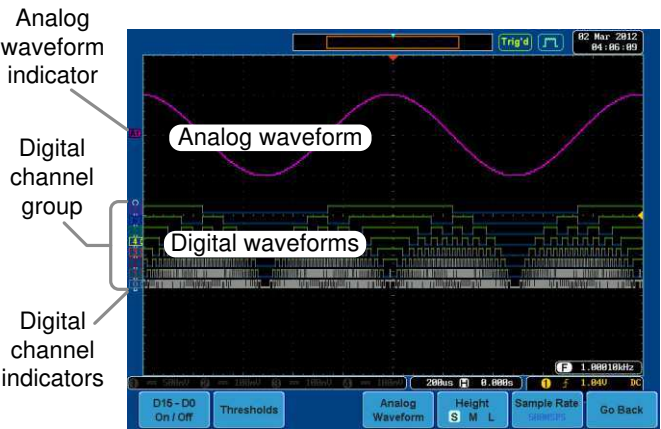 Analog
waveform
indicator
Trig'd
02 Mar 2012
04:06:09
Analog waveform
Digital
channel
group
Digital waveforms
Digital
channel
indicators
F 1.00010kHz
200us H 0.000s
1 1.04V DC
D15 - D0
On / Off
Thresholds
Analog
Waveform
Height
S M L
Sample Rate
500MSPS
Go Back